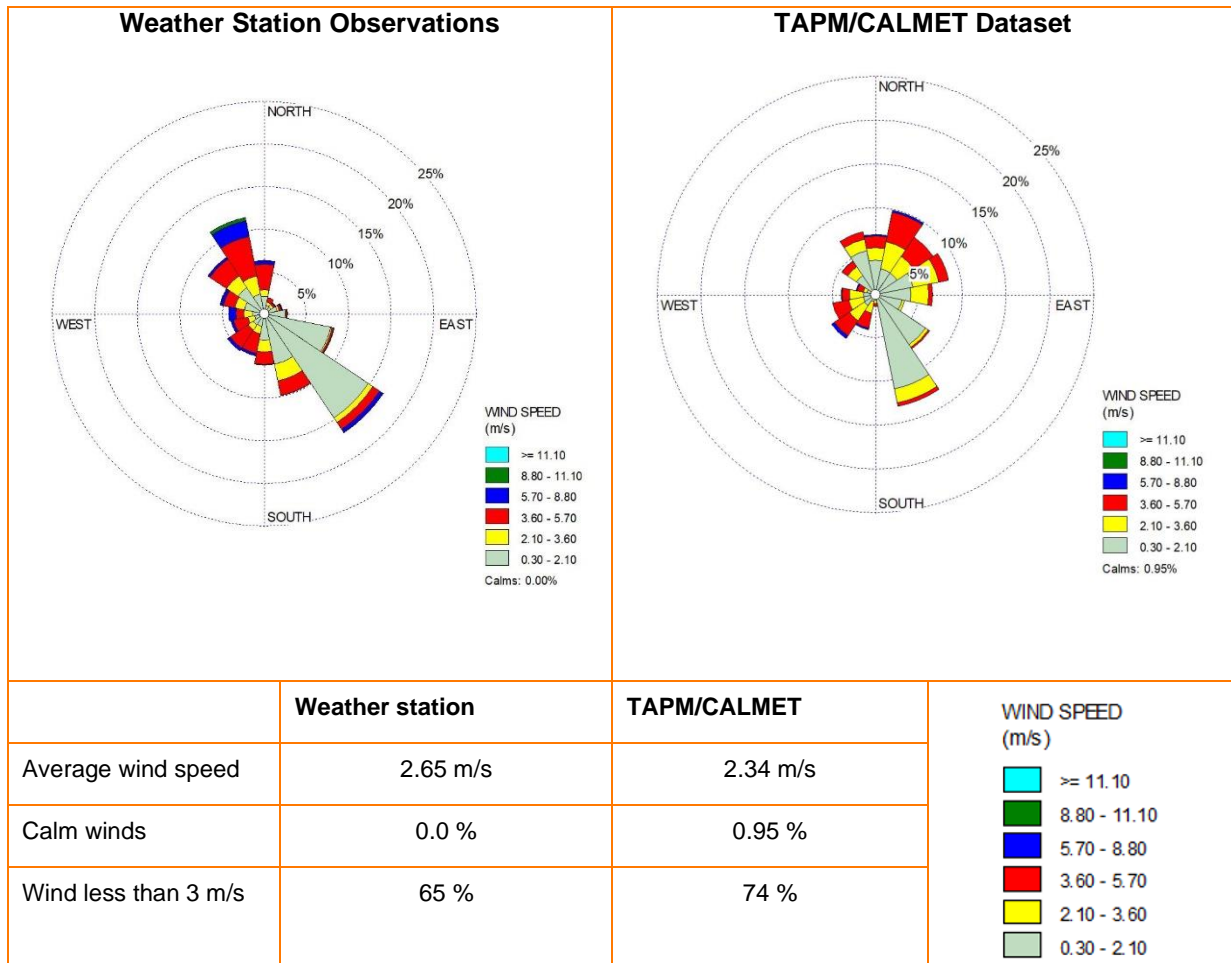 Weather Station Observations
TAPM/CALMET Dataset
NORTH
25%
20%
15%
10%
5%
WEST
EAST
SOUTH
WIND SPEED
(m/s)
>= 11.10
8.80 - 11.10
5.70 - 8.80
3.60 - 5.70
2.10 - 3.60
0.30 - 2.10
Calms: 0.00%
NORTH
25%
20%
15%
10%
5%
WEST
EAST
SOUTH
WIND SPEED
(m/s)
>= 11.10
8.80 - 11.10
5.70 - 8.80
3.60 - 5.70
2.10 - 3.60
0.30 - 2.10
Calms: 0.95%
Weather station
TAPM/CALMET
Average wind speed
2.65 m/s
2.34 m/s
Calm winds
0.0 %
0.95 %
Wind less than 3 m/s
65 %
74 %
WIND SPEED
(m/s)
>= 11.10
8.80 - 11.10
5.70 - 8.80
3.60 - 5.70
2.10 - 3.60
0.30 - 2.10